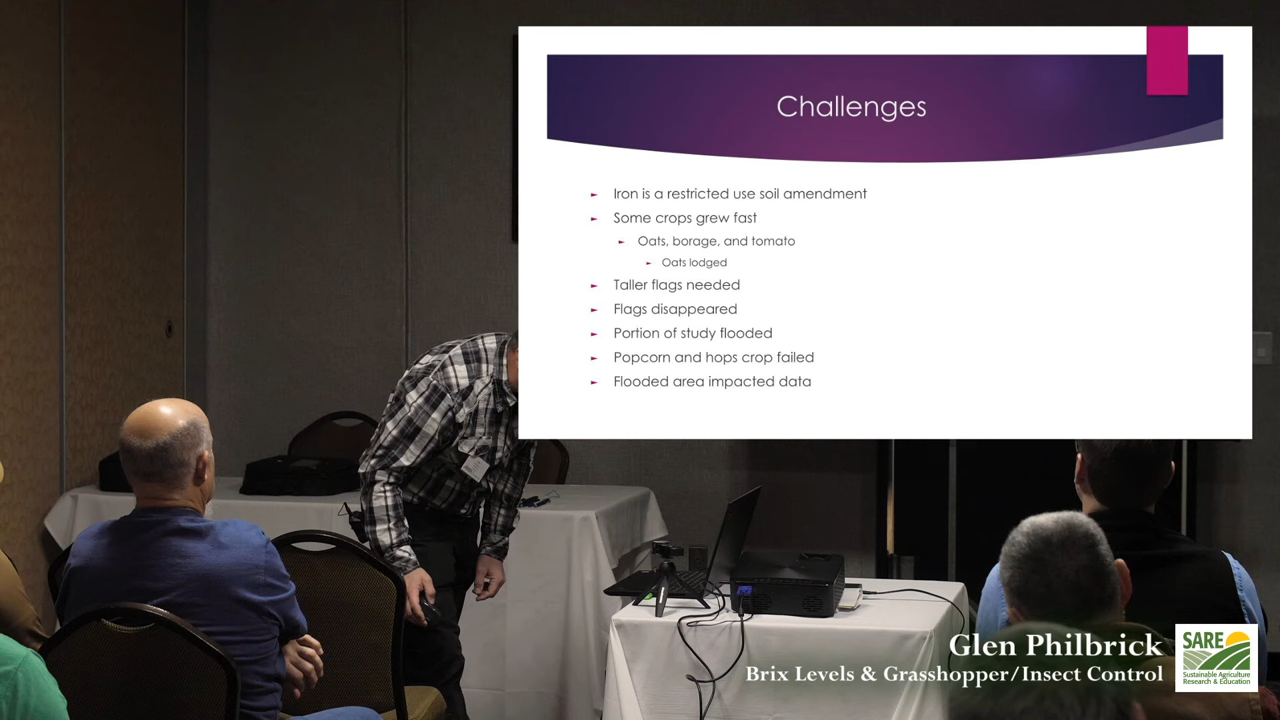 Challenges
Iron is a restricted use soil amendment
Some crops grew fast
Oats, borage, and tomato
Oats lodged
Taller flags needed
Flags disappeared
Portion of study flooded
Popcorn and hops crop failed
Flooded area impacted data
Glen Philbrick
Brix Levels & Grasshopper/Insect Control
SARE
Sustainable Agriculture
Research & Education